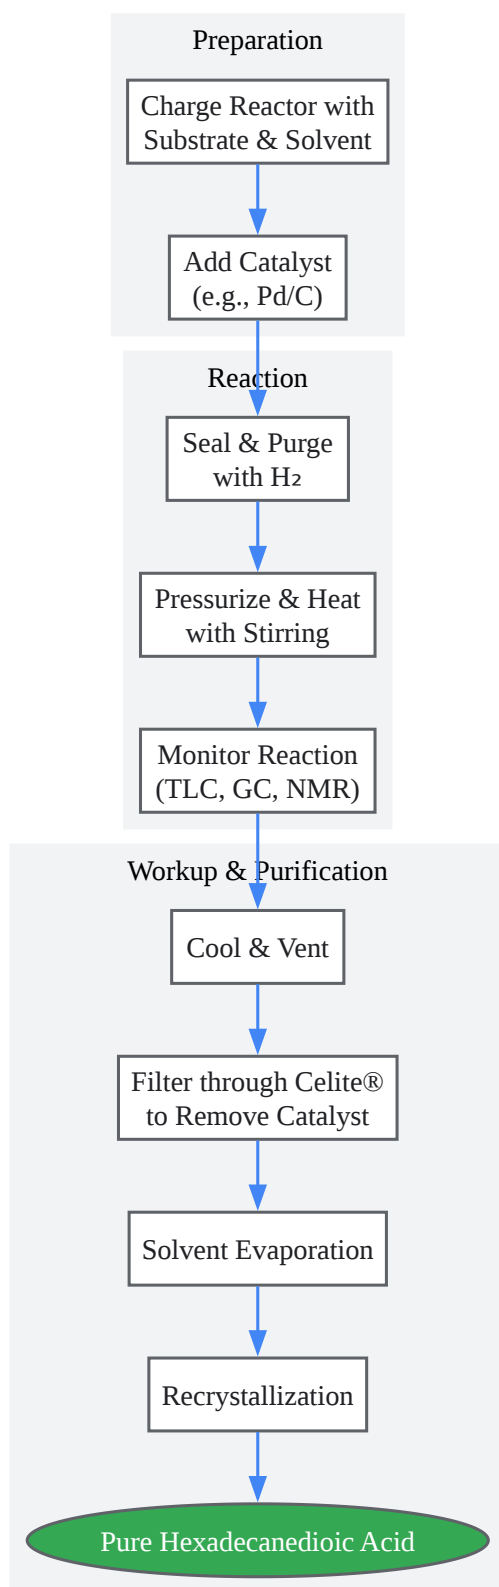 Preparation
Charge Reactor with
Substrate & Solvent
Add Catalyst
(e.g., Pd/C)
Reaction
Seal & Purge
with H₂
Pressurize & Heat
with Stirring
Monitor Reaction
(TLC, GC, NMR)
Workup & Purification
Cool & Vent
Filter through Celite®
to Remove Catalyst
Solvent Evaporation
Recrystallization
Pure Hexadecanedioic Acid